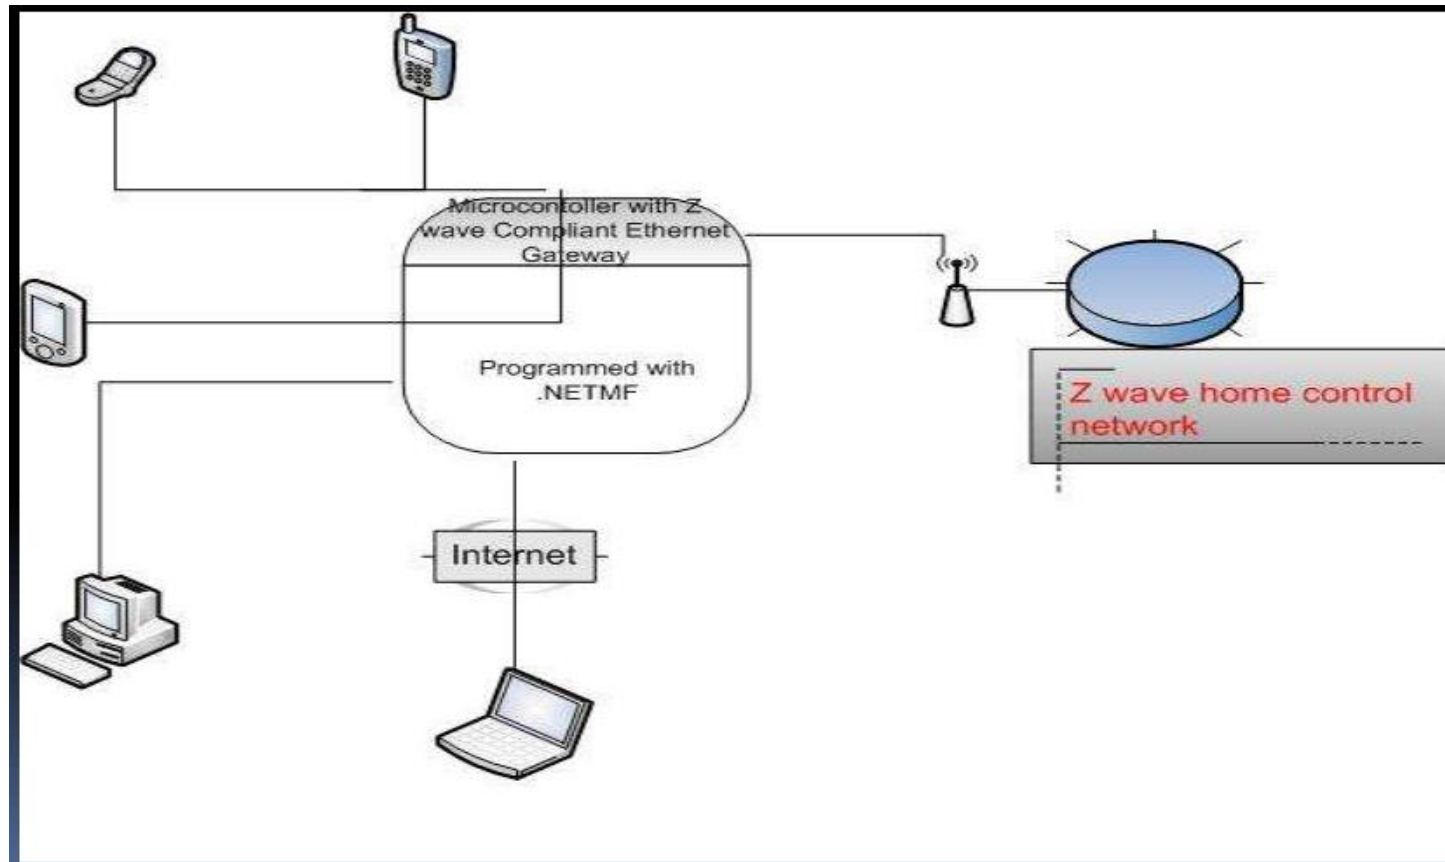 Microcontoller with Z
wave Compliant Ethernet
Gateway
Programmed with
.NETMF
Z wave home control
network
Internet